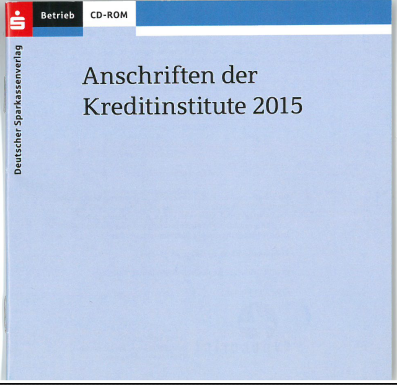 Betrieb CD-ROM
Deutscher Sparkassenverlag
Anschriften der
Kreditinstitute 2015